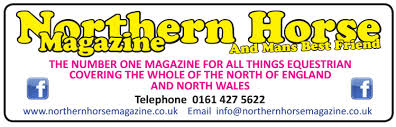 Northern Horse
Magazine
And Mans Best Friend
THE NUMBER ONE MAGAZINE FOR ALL THINGS EQUESTRIAN
COVERING THE WHOLE OF THE NORTH OF ENGLAND
AND NORTH WALES
Telephone 0161 427 5622
f
f
www.northernhorsemagazine.co.uk Email info@northernhorsemagazine.co.uk